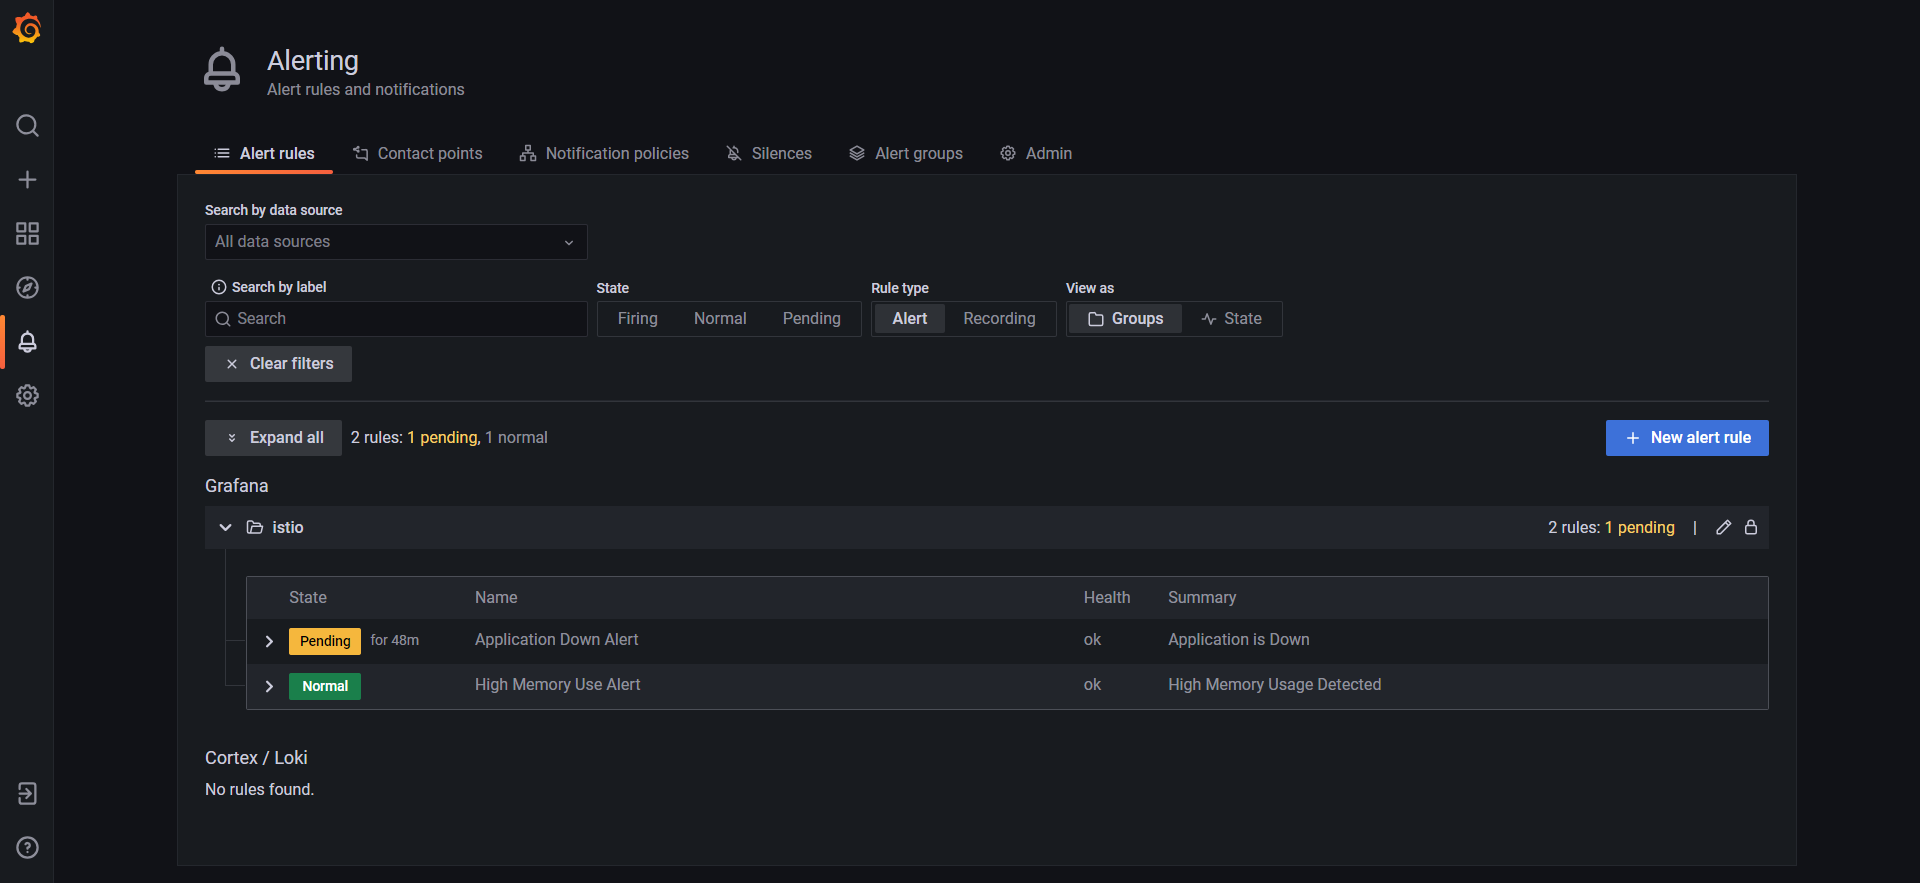 Alerting
Alert rules and notifications
Alert rules Contact points Notification policies Silences Alert groups Admin
Search by data source
All data sources
Search by label State Rule type View as
Search Firing Normal Pending Alert Recording Groups State
Clear filters
Expand all 2 rules: 1 pending, 1 normal New alert rule
Grafana
istio 2 rules: 1 pending |
State Name Health Summary
Pending for 48m Application Down Alert ok Application is Down
Normal High Memory Use Alert ok High Memory Usage Detected
Cortex / Loki
No rules found.